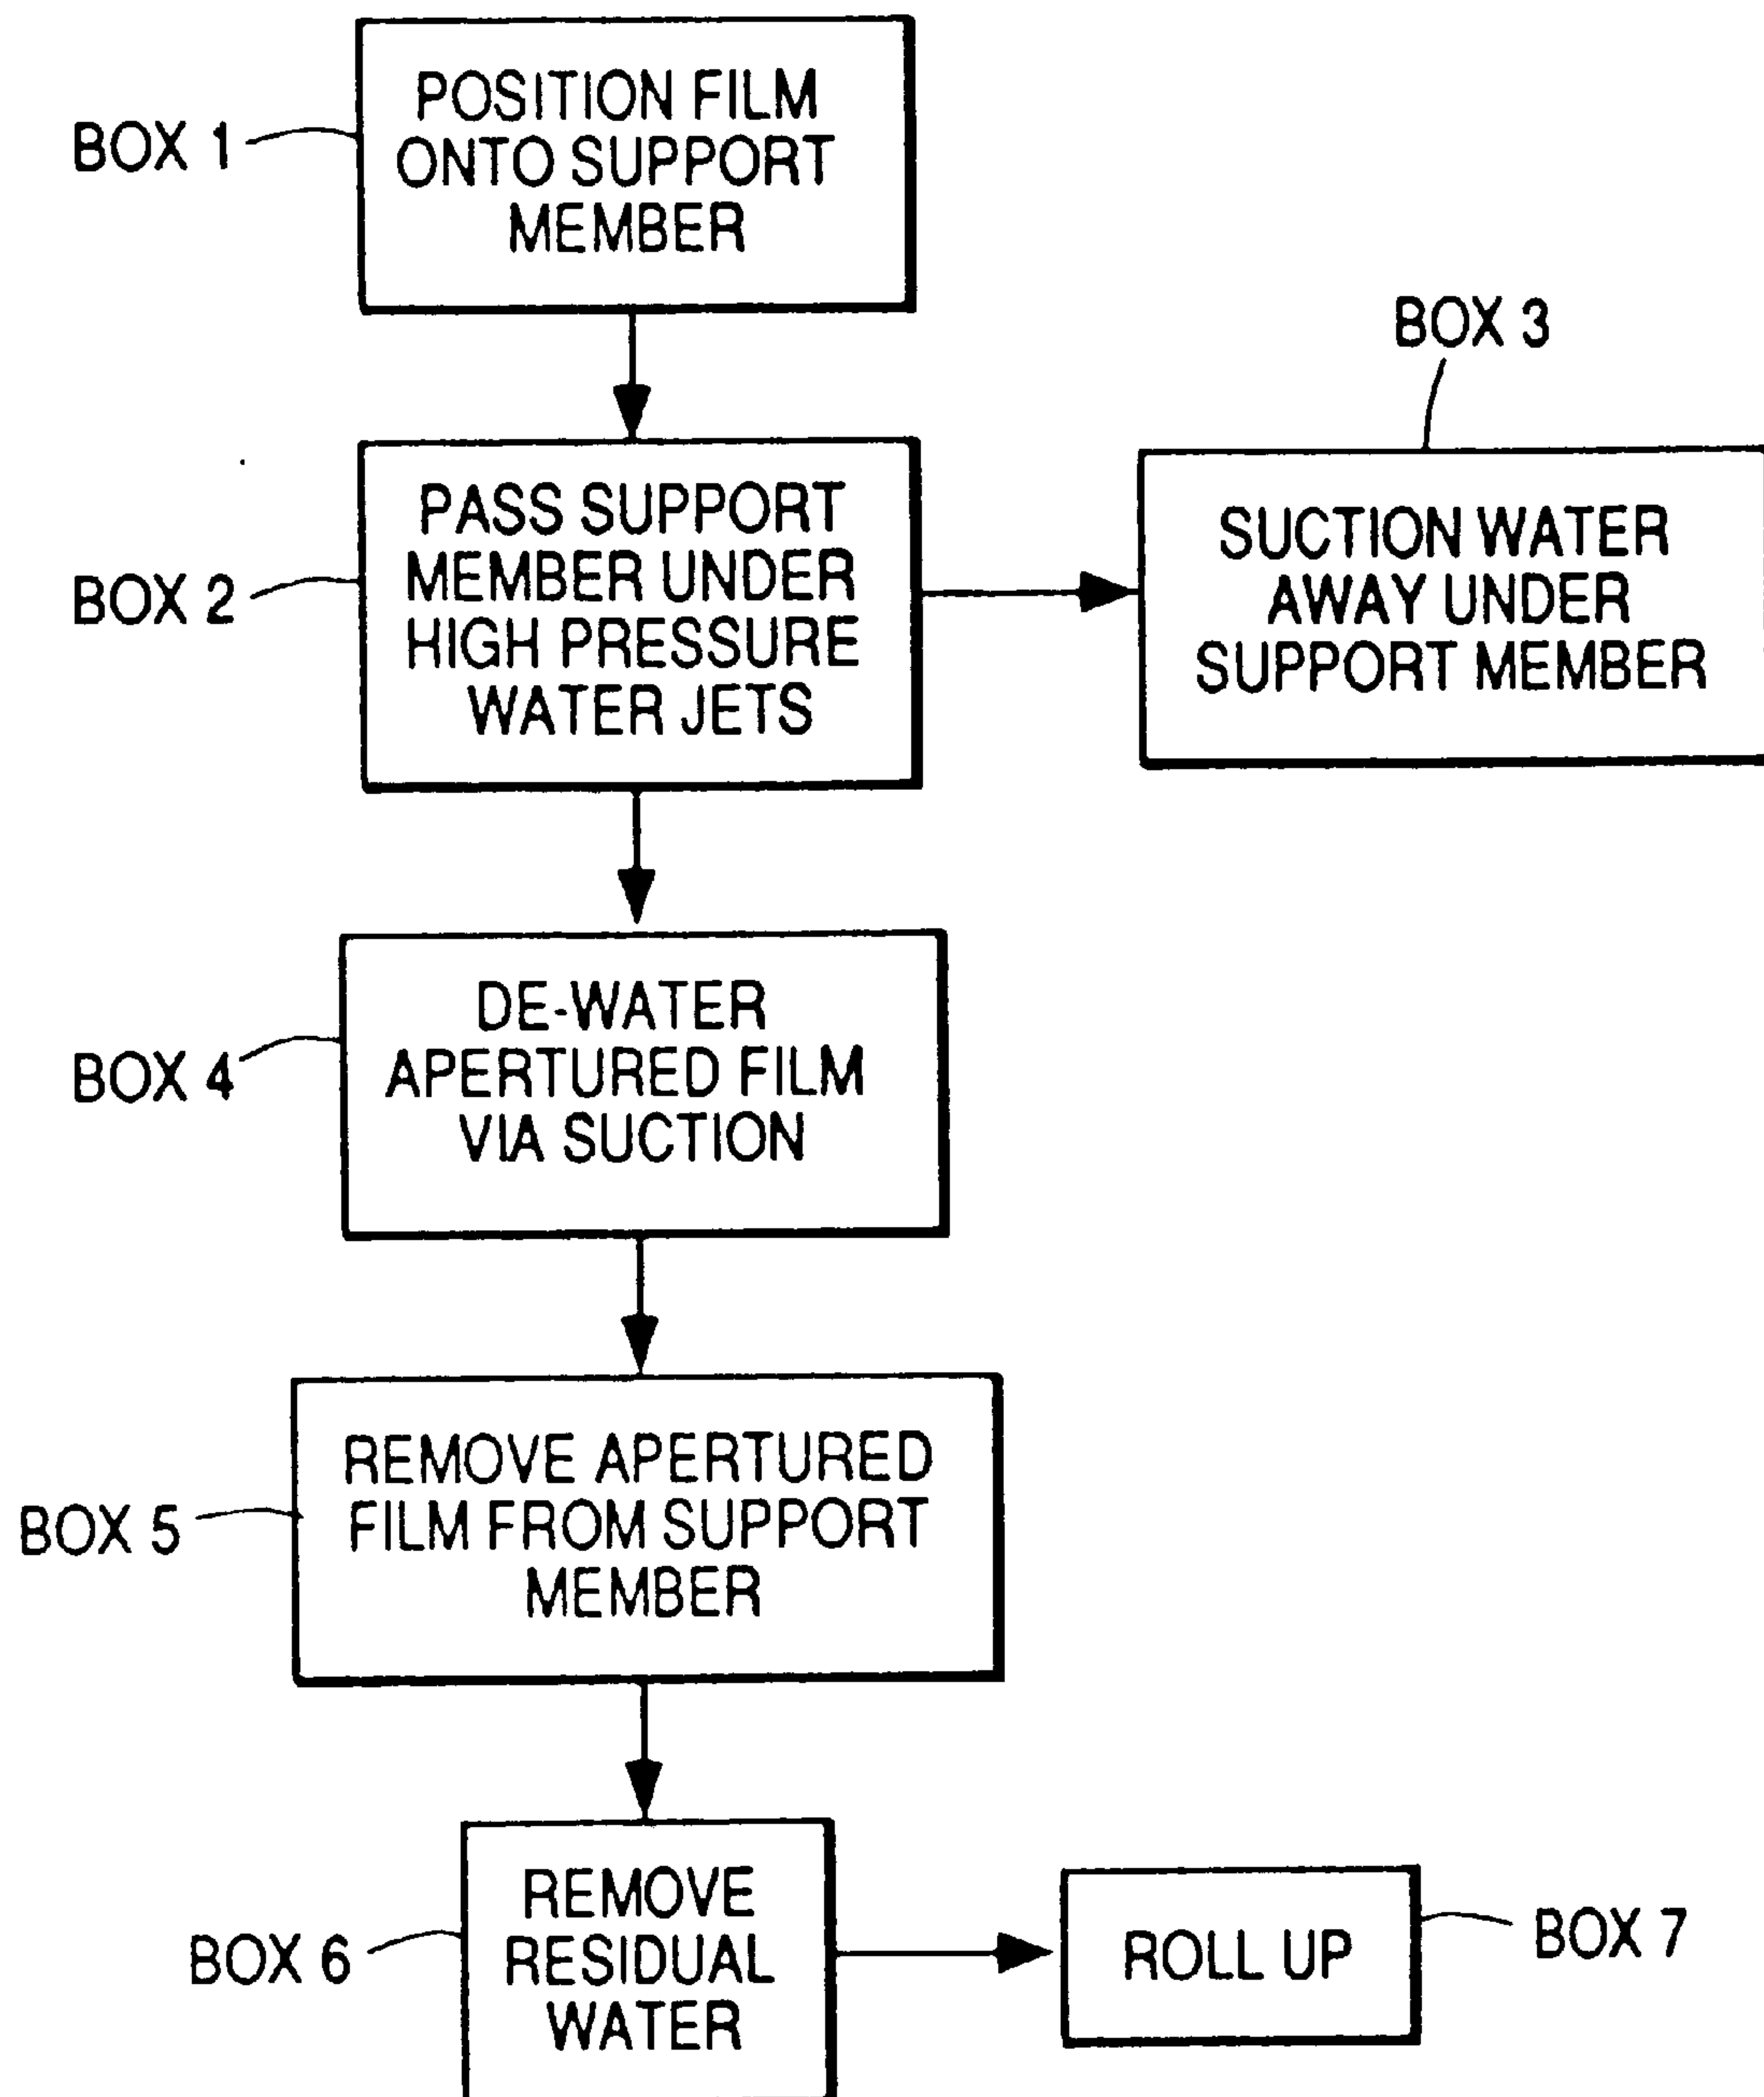 BOX 1
POSITION FILM
ONTO SUPPORT
MEMBER
BOX 2
PASS SUPPORT
MEMBER UNDER
HIGH PRESSURE
WATER JETS
BOX 3
SUCTION WATER
AWAY UNDER
SUPPORT MEMBER
BOX 4
DE-WATER
APERTURED FILM
VIA SUCTION
BOX 5
REMOVE APERTURED
FILM FROM SUPPORT
MEMBER
BOX 6
REMOVE
RESIDUAL
WATER
ROLL UP
BOX 7